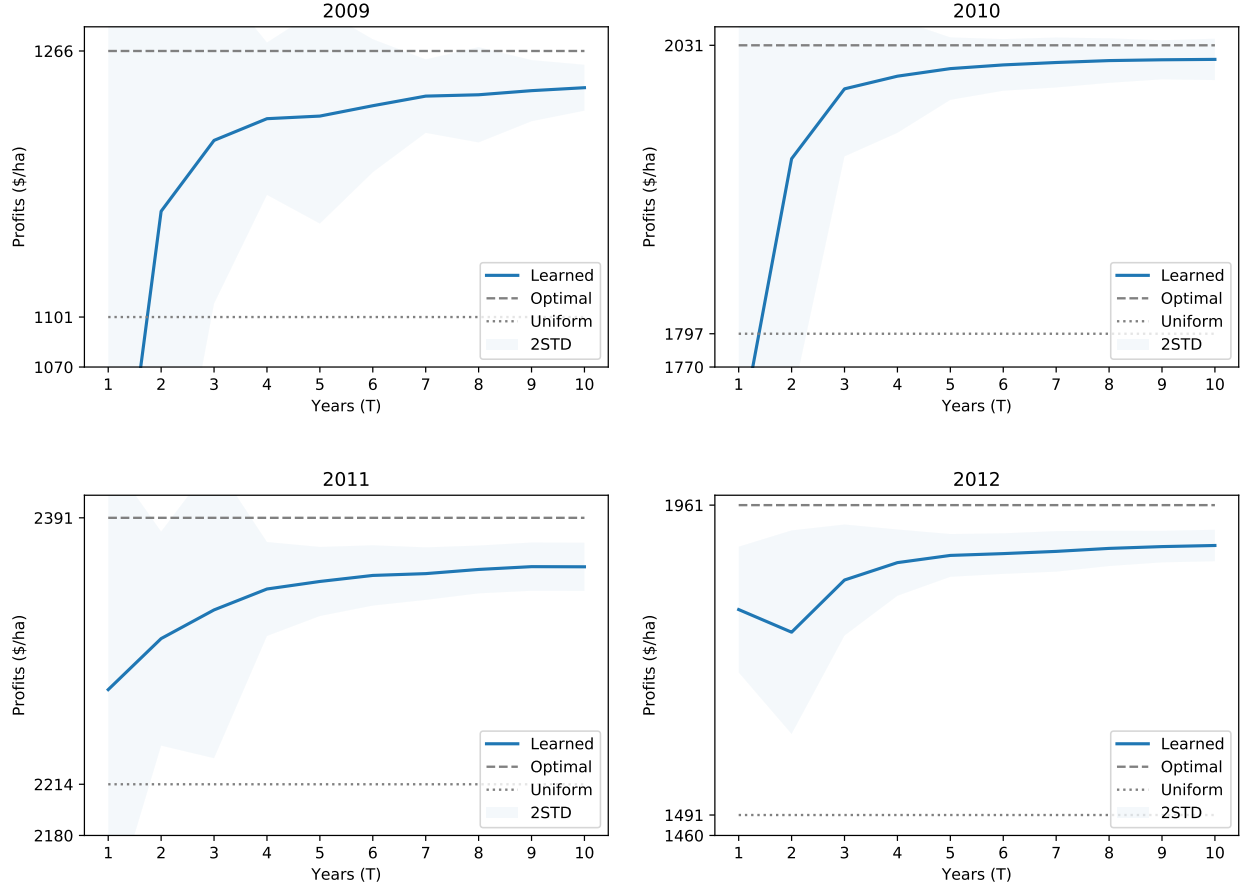 2009
1266
1101
1070
Profits ($/ha)
Learned
Optimal
Uniform
2STD
1 2 3 4 5 6 7 8 9 10
Years (T)
2010
2031
1797
1770
Profits ($/ha)
Learned
Optimal
Uniform
2STD
1 2 3 4 5 6 7 8 9 10
Years (T)
2011
2391
2214
2180
Profits ($/ha)
Learned
Optimal
Uniform
2STD
1 2 3 4 5 6 7 8 9 10
Years (T)
2012
1961
1491
1460
Profits ($/ha)
Learned
Optimal
Uniform
2STD
1 2 3 4 5 6 7 8 9 10
Years (T)